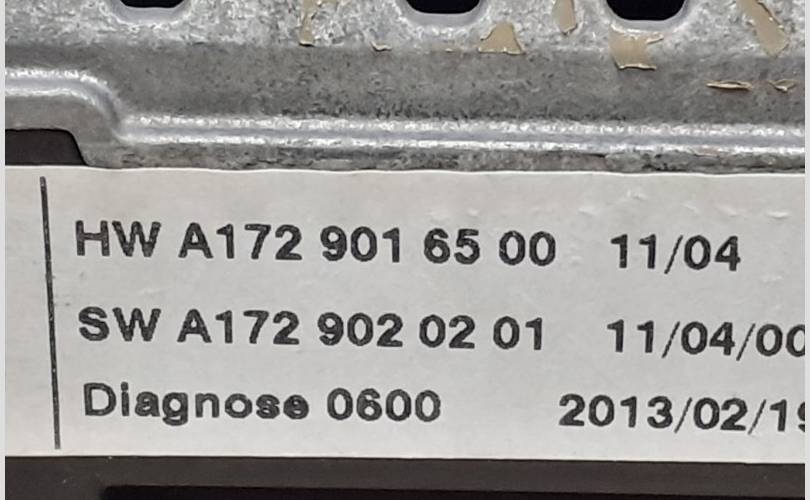 HW A172 901 65 00 11/04
SW A172 902 02 01 11/04/00
Diagnose 0600 2013/02/1